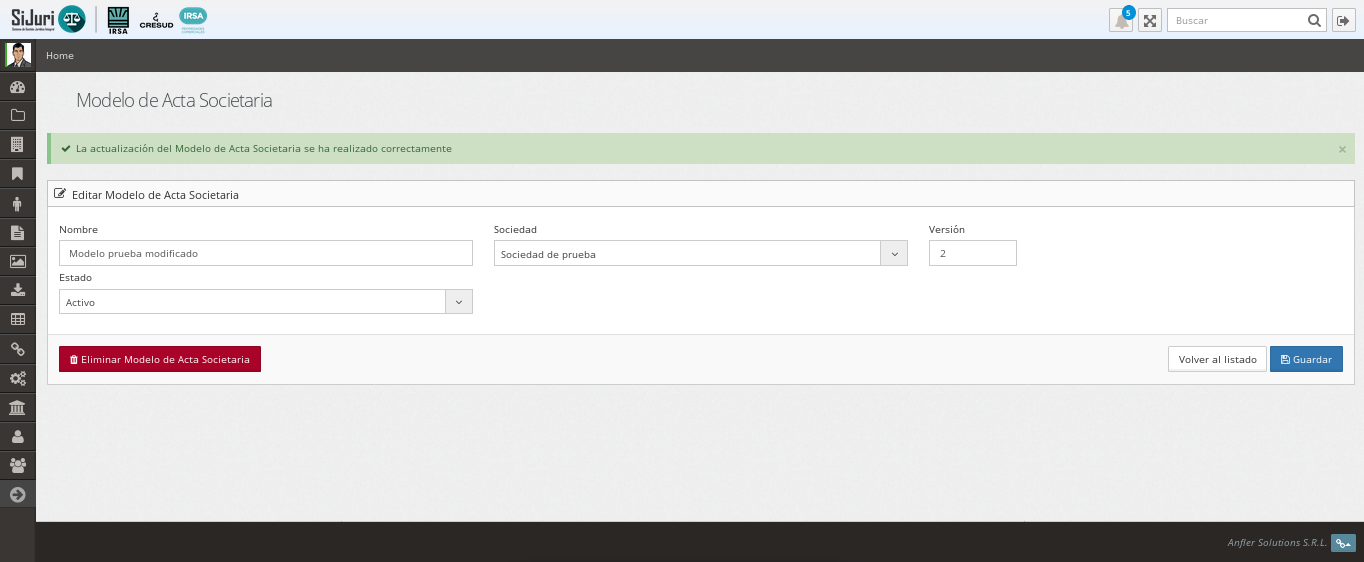 SiJuri
IRSA
CRESUD
IRSA
5
Buscar
Home
Modelo de Acta Societaria
La actualización del Modelo de Acta Societaria se ha realizado correctamente
×
Editar Modelo de Acta Societaria
Nombre
Sociedad
Versión
Modelo prueba modificado
Sociedad de prueba
2
Estado
Activo
Eliminar Modelo de Acta Societaria
Volver al listado
Guardar
Anfler Solutions S.R.L.